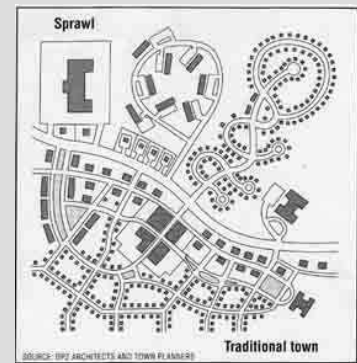 Sprawl
Traditional town
SOURCE: DPZ ARCHITECTS AND TOWN PLANNERS